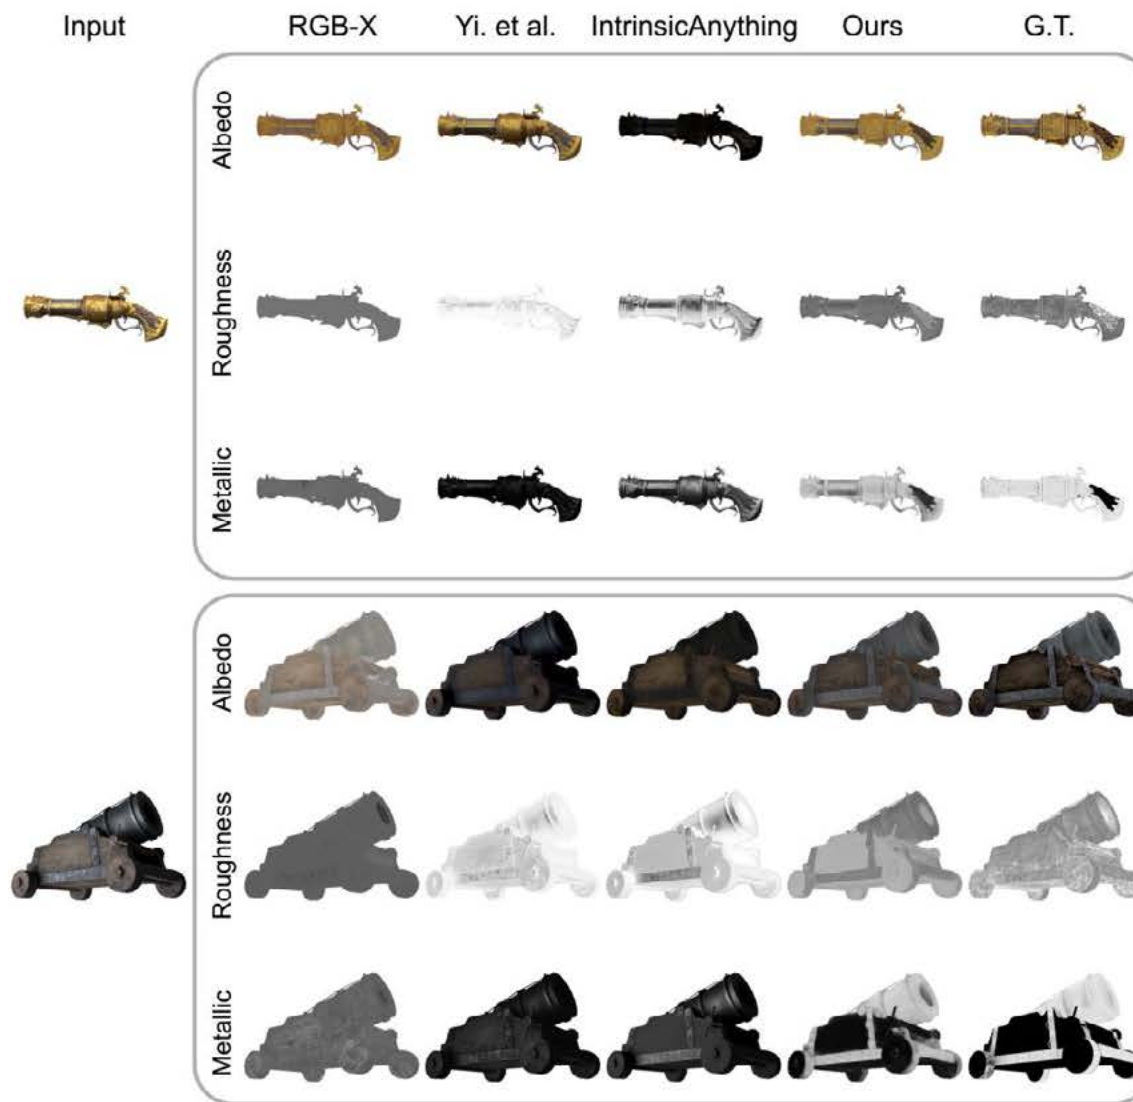 Input RGB-X Yi. et al. IntrinsicAnything Ours G.T.
Albedo
Roughness
Metallic
Albedo
Roughness
Metallic